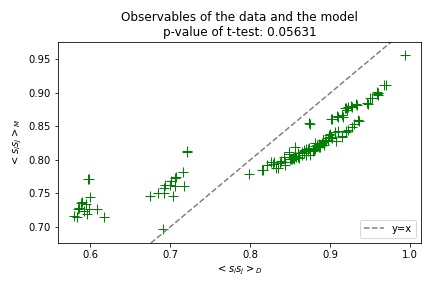 Observables of the data and the model
p-value of t-test: 0.05631
< s_i s_j >_M
0.95
0.90
0.85
0.80
0.75
0.70
y=x
0.6
0.7
0.8
0.9
1.0
< s_i s_j >_D